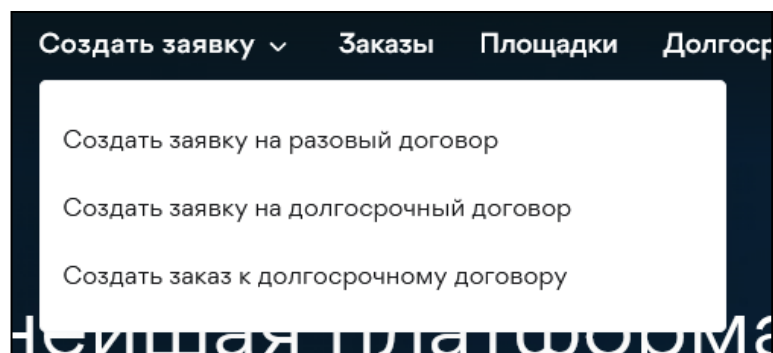 Создать заявку Заказы Площадки
Создать заявку на разовый договор
Создать заявку на долгосрочный договор
Создать заказ к долгосрочному договору